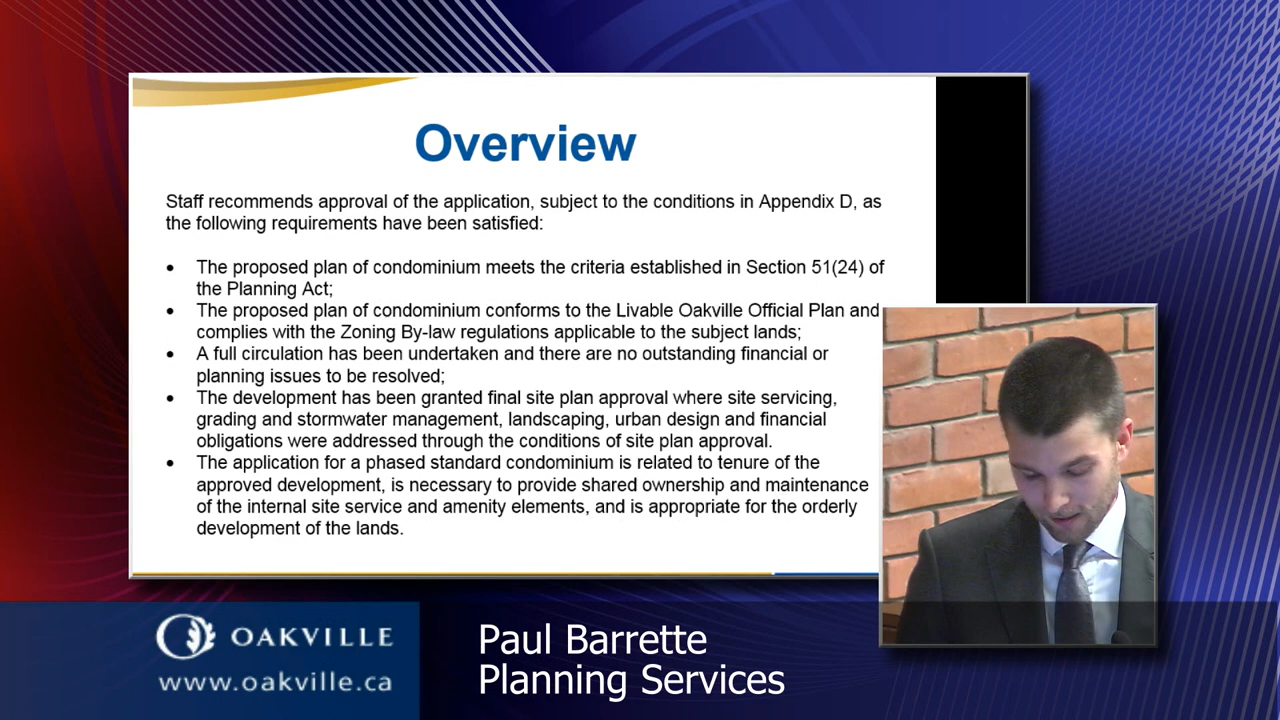 Overview
Staff recommends approval of the application, subject to the conditions in Appendix D, as
the following requirements have been satisfied:
• The proposed plan of condominium meets the criteria established in Section 51(24) of
the Planning Act;
• The proposed plan of condominium conforms to the Livable Oakville Official Plan and
complies with the Zoning By-law regulations applicable to the subject lands;
• A full circulation has been undertaken and there are no outstanding financial or
planning issues to be resolved;
• The development has been granted final site plan approval where site servicing,
grading and stormwater management, landscaping, urban design and financial
obligations were addressed through the conditions of site plan approval.
• The application for a phased standard condominium is related to tenure of the
approved development, is necessary to provide shared ownership and maintenance
of the internal site service and amenity elements, and is appropriate for the orderly
development of the lands.
OAKVILLE
www.oakville.ca
Paul Barrette
Planning Services